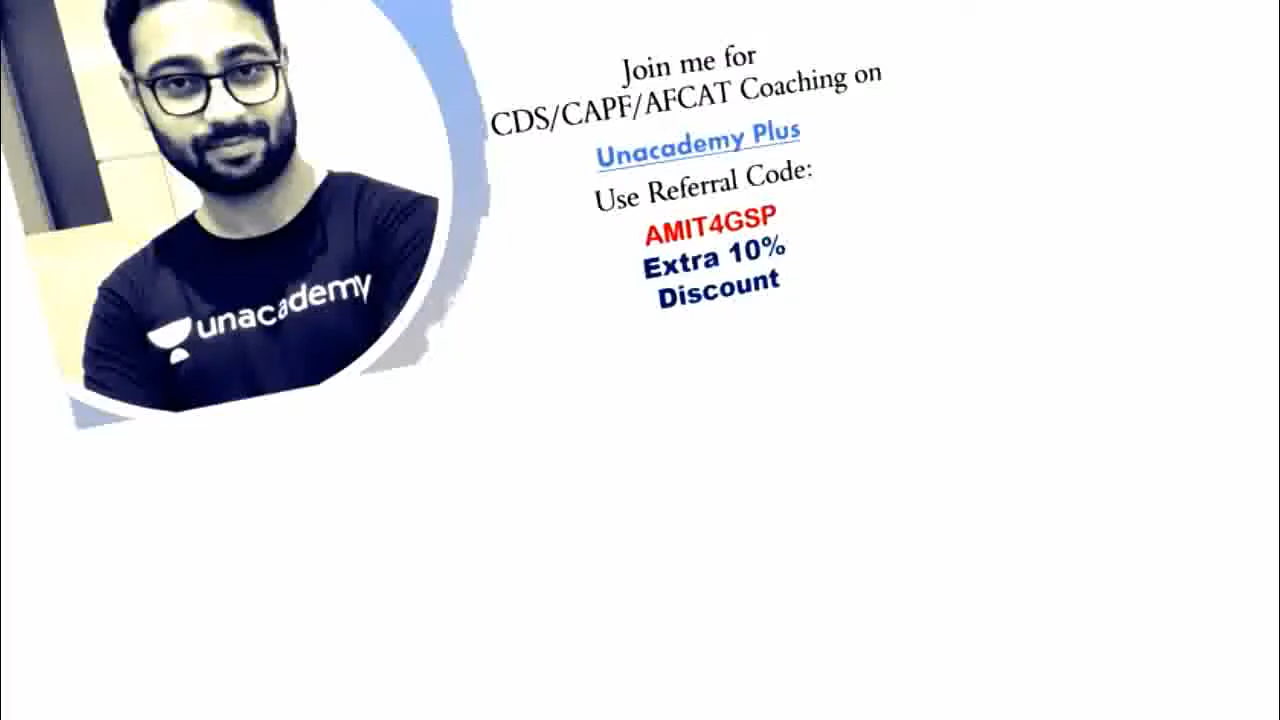 Join me for
CDS/CAPF/AFCAT Coaching on
Unacademy Plus
Use Referral Code:
AMIT4GSP
Extra 10%
Discount
unacademy